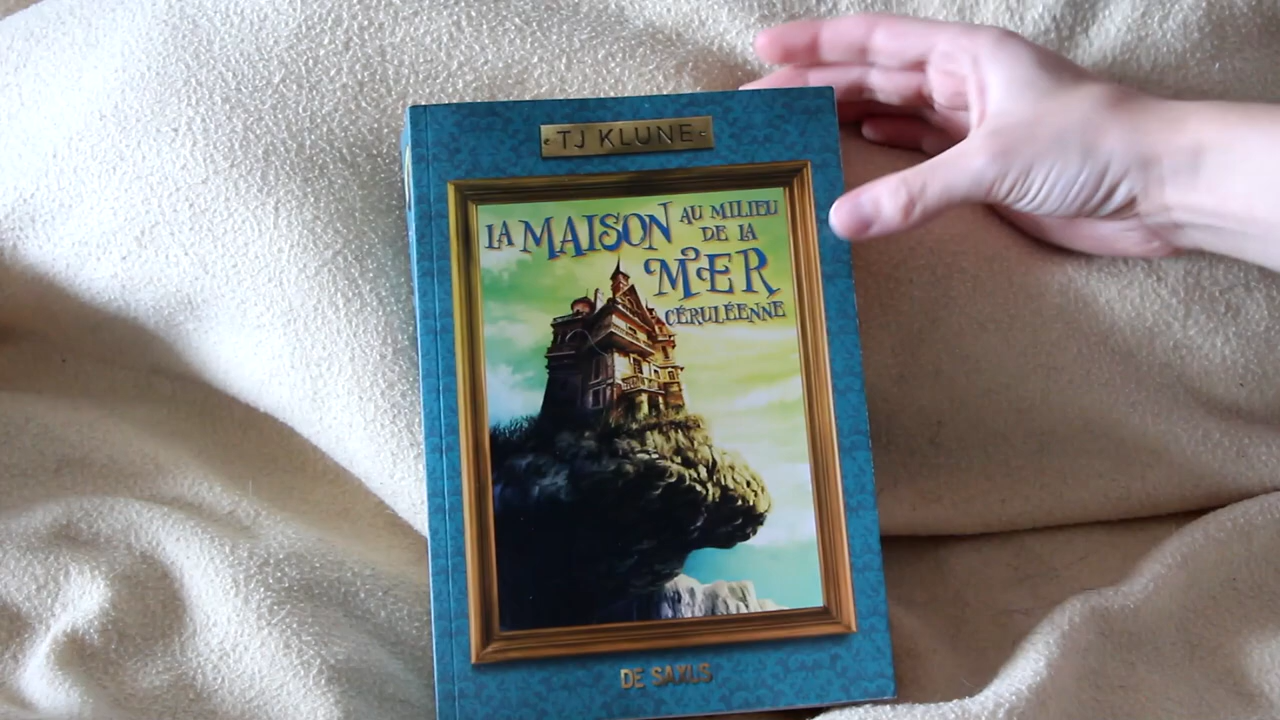 TJ KLUNE
LA MAISON AU MILIEU
DE LA
MER
CÉRULÉENNE
DE SAXUS